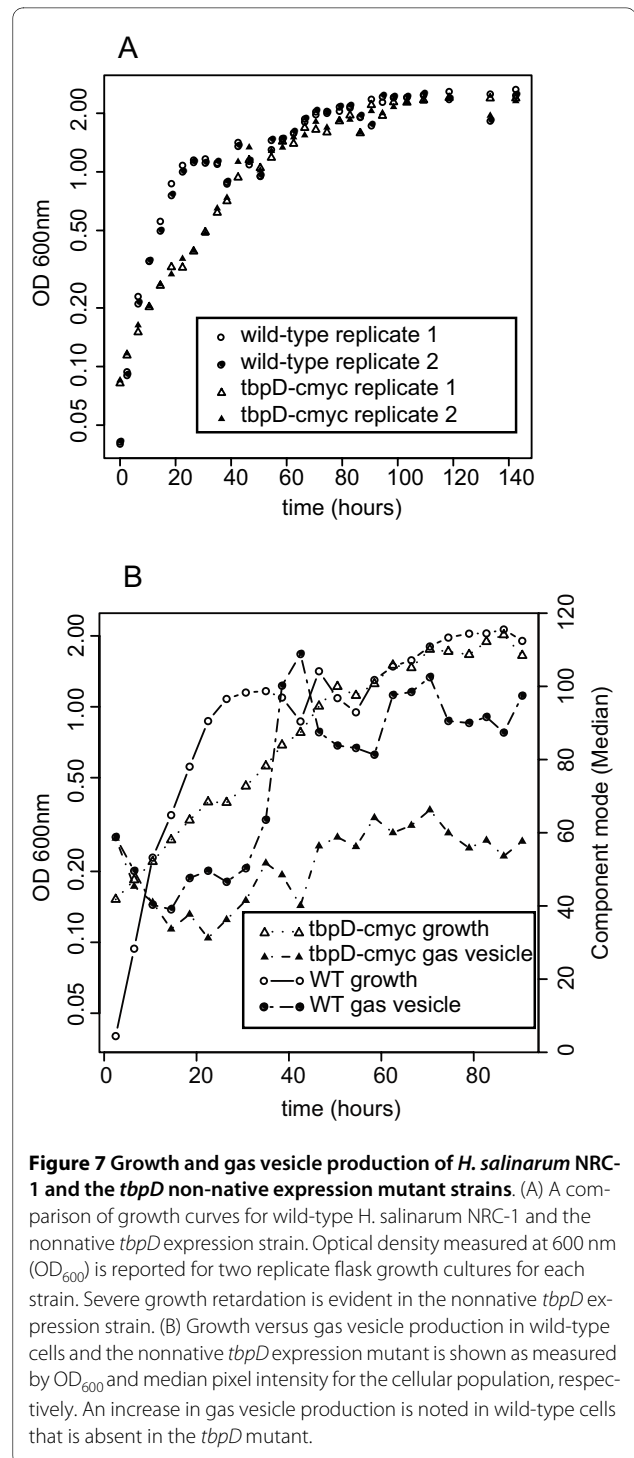 A
OD 600nm
2.00
1.00
0.50
0.20
0.10
0.05
wild-type replicate 1
wild-type replicate 2
tbpD-cmyc replicate 1
tbpD-cmyc replicate 2
0 20 40 60 80 100 120 140
time (hours)
B
OD 600nm
2.00
1.00
0.50
0.20
0.10
0.05
120
100
80
60
40
20
0
Component mode (Median)
tbpD-cmyc growth
tbpD-cmyc gas vesicle
WT growth
WT gas vesicle
0 20 40 60 80
time (hours)
Figure 7 Growth and gas vesicle production of H. salinarum NRC-
1 and the tbpD non-native expression mutant strains. (A) A com-
parison of growth curves for wild-type H. salinarum NRC-1 and the
nonnative tbpD expression strain. Optical density measured at 600 nm
(OD600) is reported for two replicate flask growth cultures for each
strain. Severe growth retardation is evident in the nonnative tbpD ex-
pression strain. (B) Growth versus gas vesicle production in wild-type
cells and the nonnative tbpD expression mutant is shown as measured
by OD600 and median pixel intensity for the cellular population, respec-
tively. An increase in gas vesicle production is noted in wild-type cells
that is absent in the tbpD mutant.